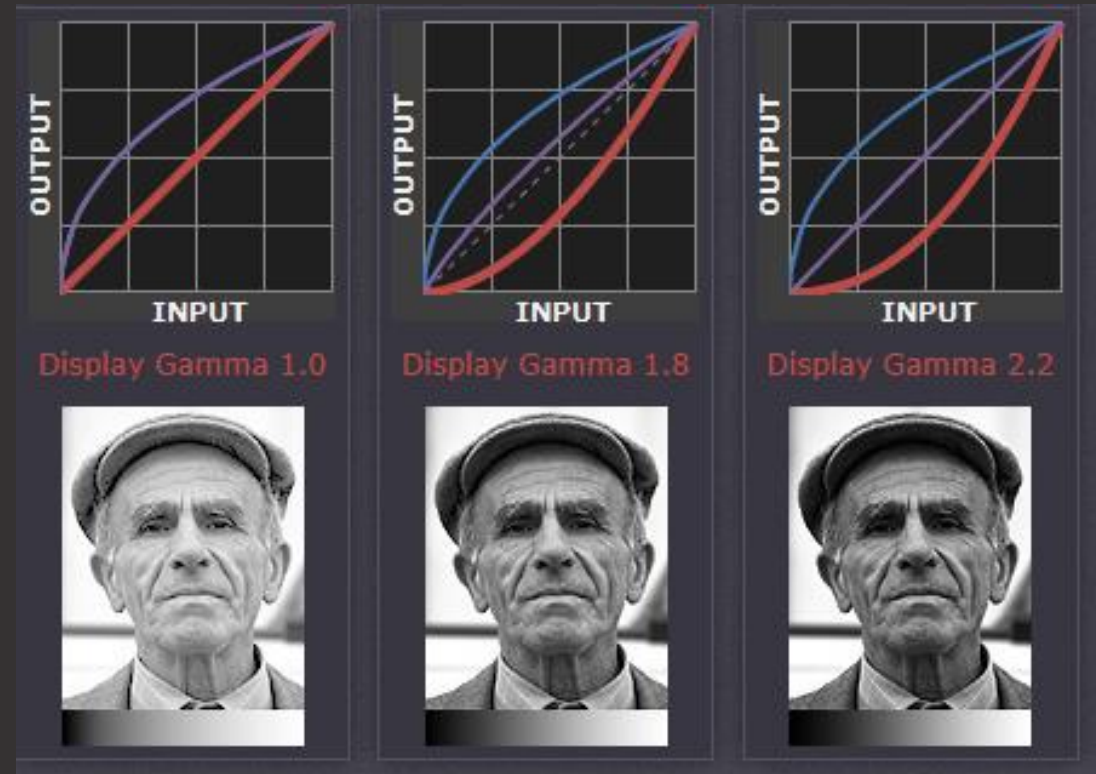 OUTPUT
INPUT
Display Gamma 1.0
OUTPUT
INPUT
Display Gamma 1.8
OUTPUT
INPUT
Display Gamma 2.2